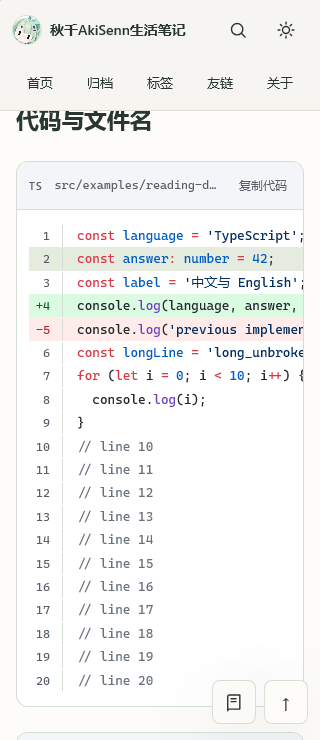 秋千AkiSenn生活笔记
首页 归档 标签 友链 关于
代码与文件名
TS src/examples/reading-d… 复制代码
1 const language = 'TypeScript';
2 const answer: number = 42;
3 const label = '中文与 English';
+4 console.log(language, answer,
-5 console.log('previous implemen
6 const longLine = 'long_unbroke
7 for (let i = 0; i < 10; i++) {
8 console.log(i);
9 }
10 // line 10
11 // line 11
12 // line 12
13 // line 13
14 // line 14
15 // line 15
16 // line 16
17 // line 17
18 // line 18
19 // line 19
20 // line 20
↑